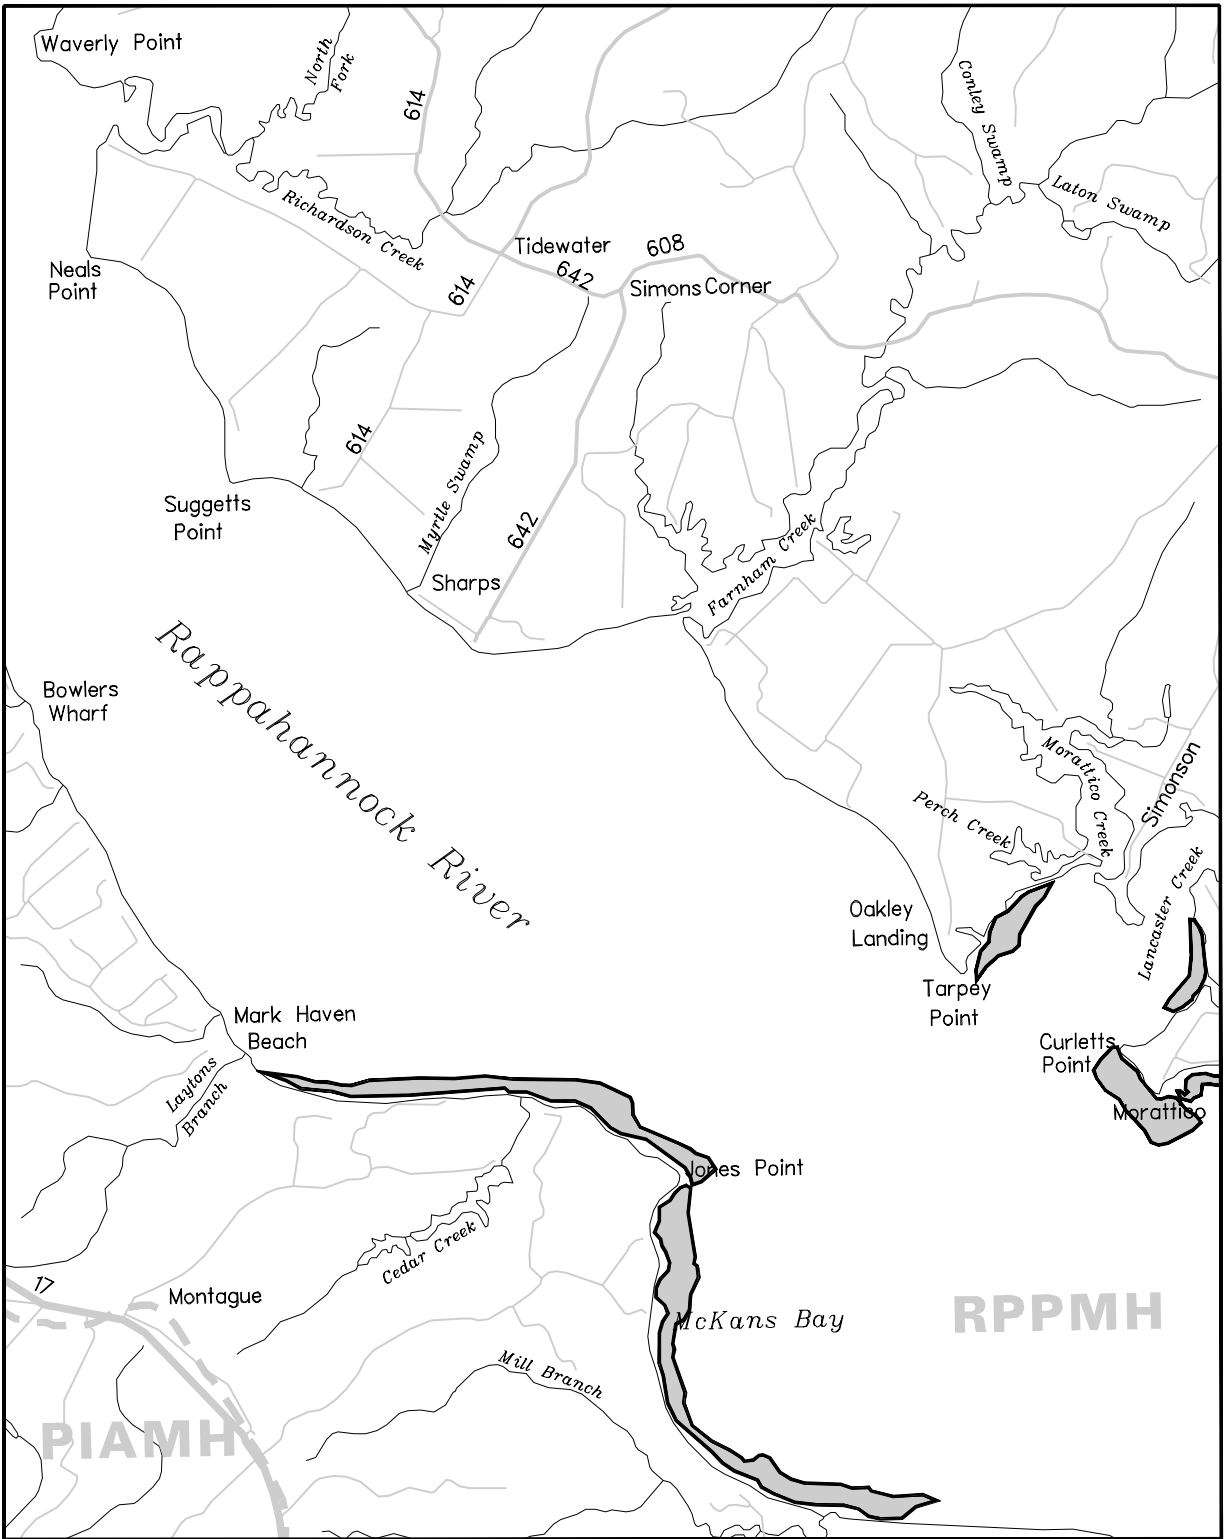 Waverly Point
North
Fork
614
Conley Swamp
Laton Swamp
Richardson Creek
Tidewater
608
642
Neals
Point
614
Simons Corner
614
Myrtle Swamp
Suggetts
Point
642
Farnham Creek
Sharps
Rappahannock River
Bowlers
Wharf
Morattico Creek
Simonson
Perch Creek
Lancaster Creek
Oakley
Landing
Tarpey
Point
Mark Haven
Beach
Curletts
Point
Laytons
Branch
Morattico
Jones Point
Cedar Creek
17
Montague
McKans Bay
RPPMH
Mill Branch
PIAMH